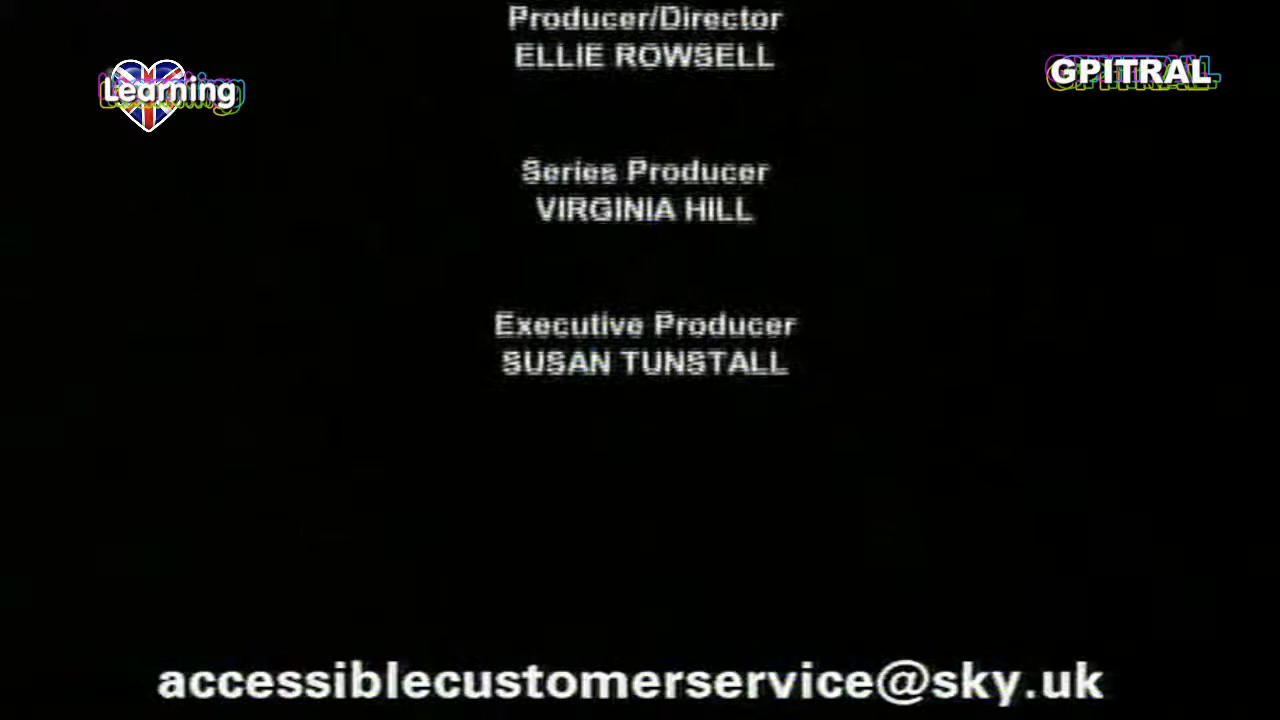 Producer/Director
ELLIE ROWSELL
Learning
GPITRAL
Series Producer
VIRGINIA HILL
Executive Producer
SUSAN TUNSTALL
accessiblecustomerservice@sky.uk